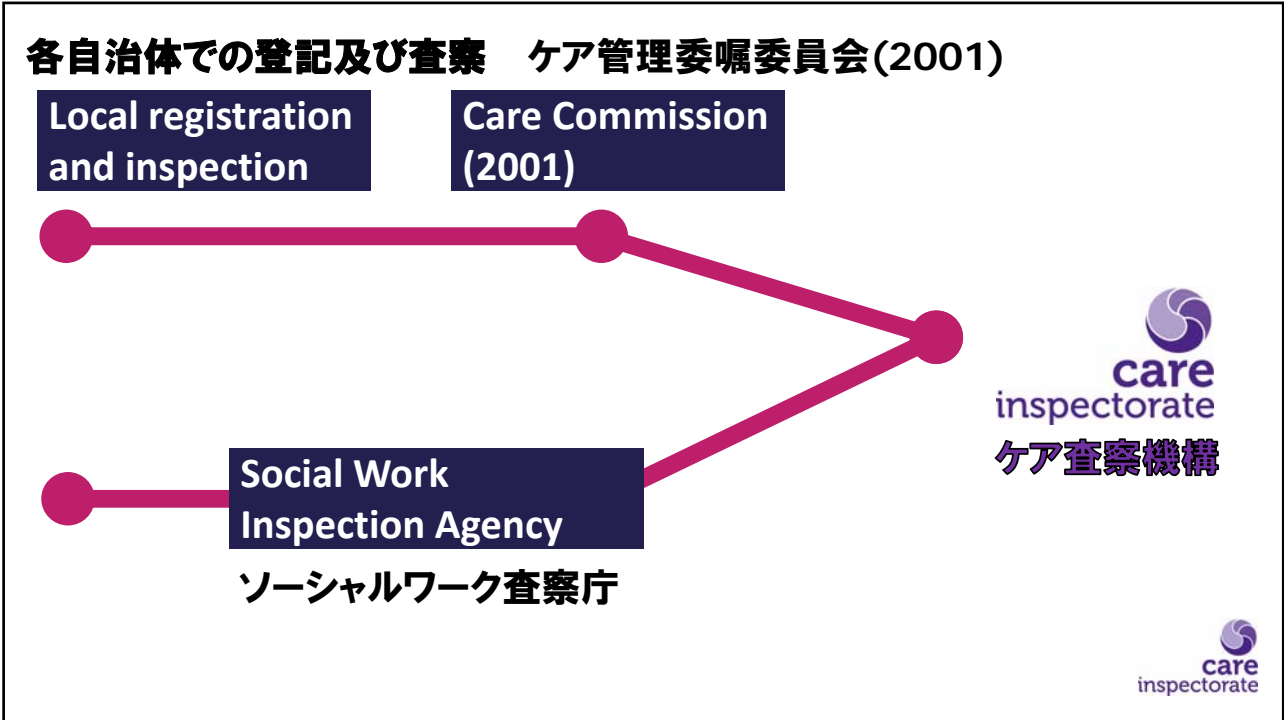 各自治体での登記及び査察 ケア管理委嘱委員会(2001)
Local registration
and inspection
Care Commission
(2001)
care
inspectorate
ケア査察機構
Social Work
Inspection Agency
ソーシャルワーク査察庁
care
inspectorate